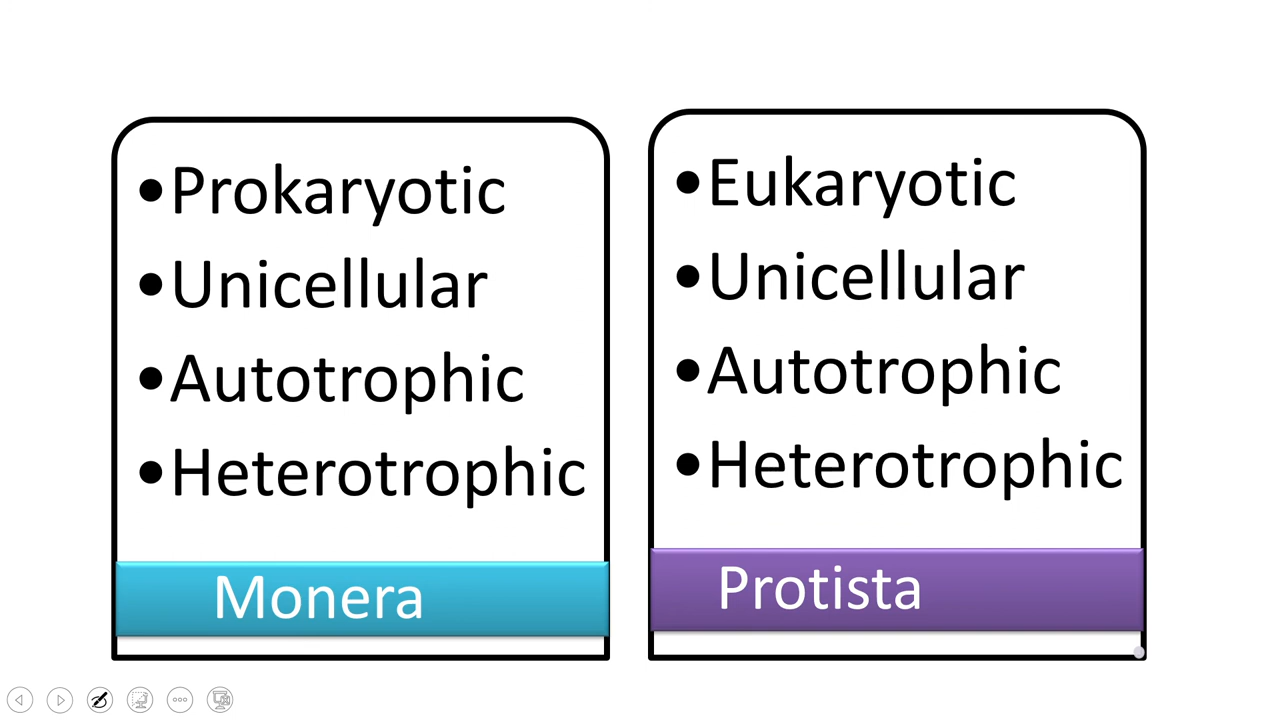 •Prokaryotic
•Unicellular
•Autotrophic
•Heterotrophic
Monera
•Eukaryotic
•Unicellular
•Autotrophic
•Heterotrophic
Protista